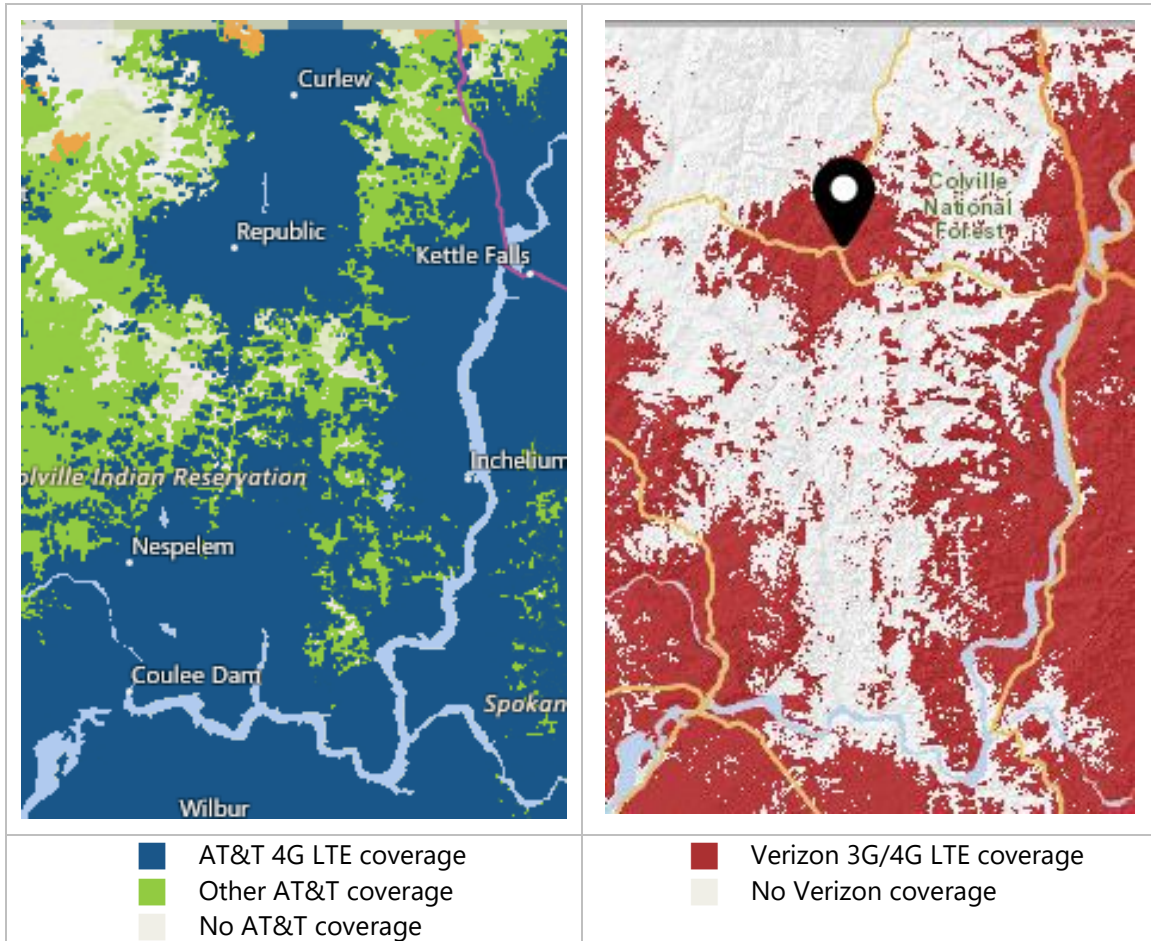 Curlew
Republic
Kettle Falls
Inchelium
olville Indian Reservation
Nespelem
Coulee Dam
Spokan
Wilbur
Colville
National
Forest
AT&T 4G LTE coverage
Other AT&T coverage
No AT&T coverage
Verizon 3G/4G LTE coverage
No Verizon coverage